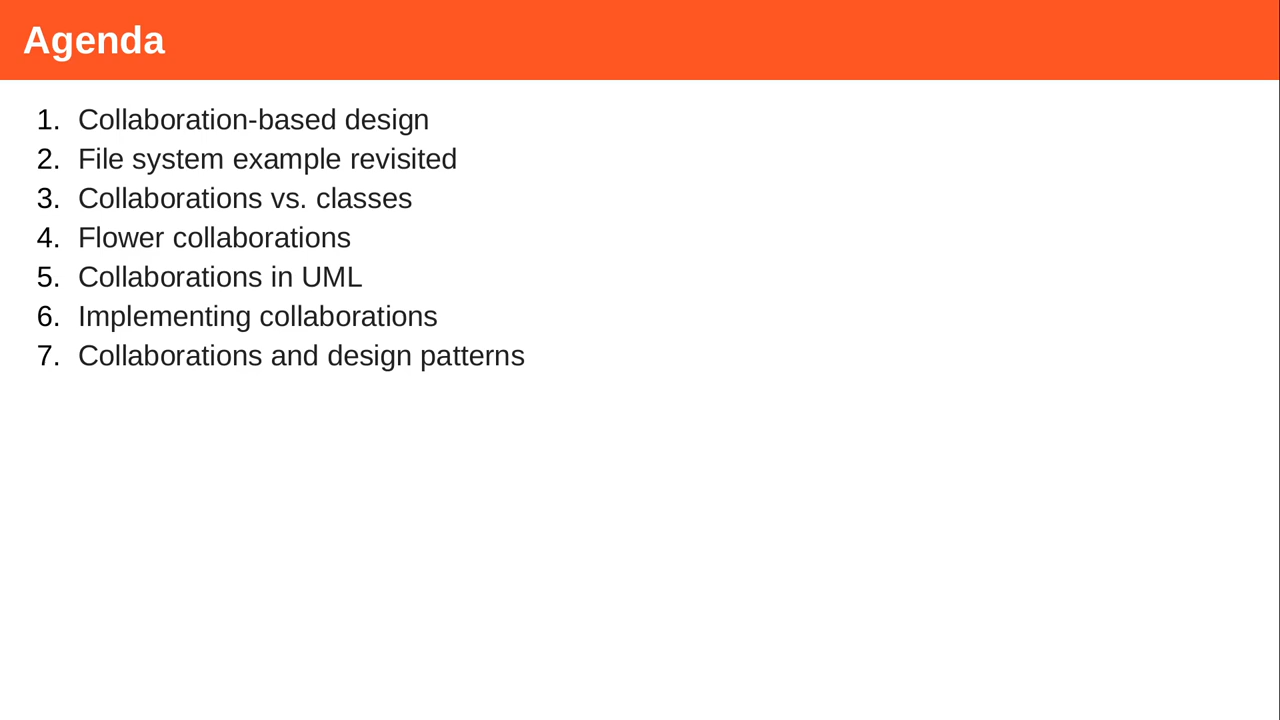 Agenda
1. Collaboration-based design
2. File system example revisited
3. Collaborations vs. classes
4. Flower collaborations
5. Collaborations in UML
6. Implementing collaborations
7. Collaborations and design patterns